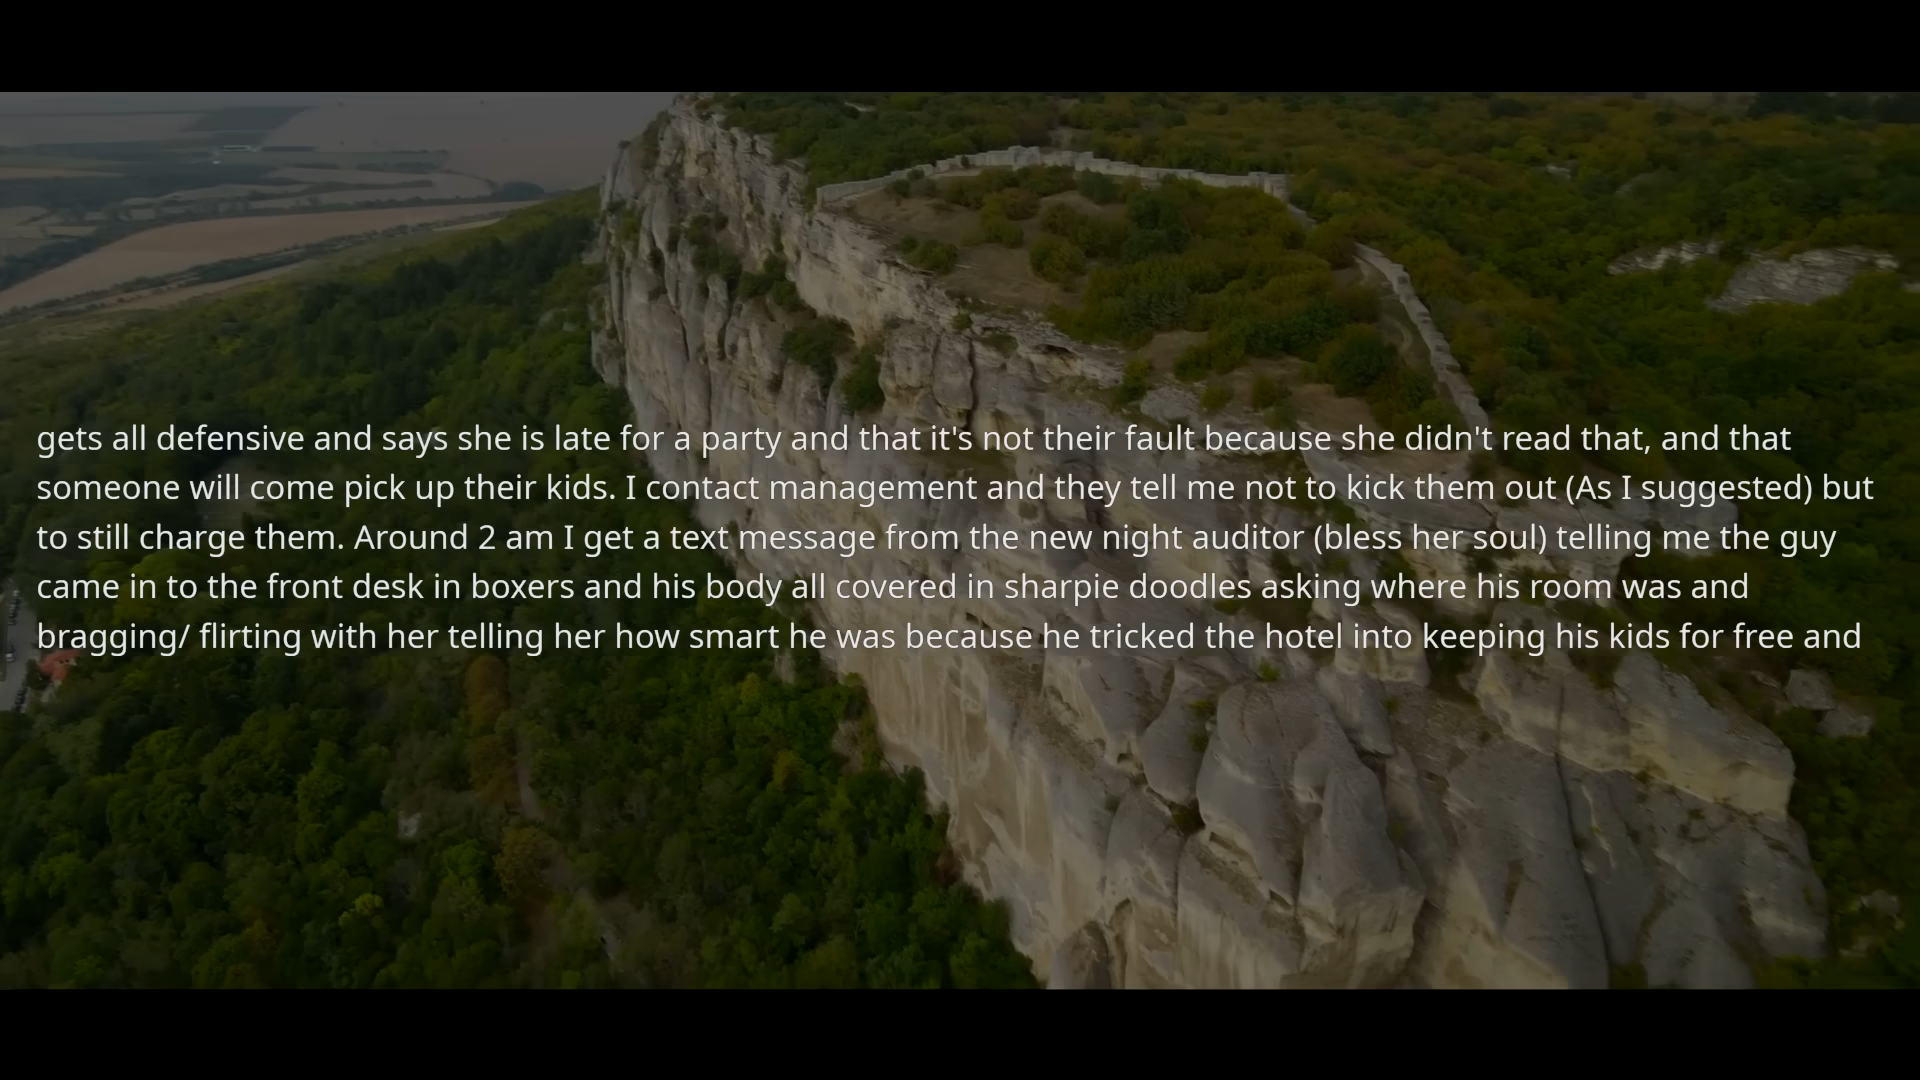 gets all defensive and says she is late for a party and that it's not their fault because she didn't read that, and that
someone will come pick up their kids. I contact management and they tell me not to kick them out (As I suggested) but
to still charge them. Around 2 am I get a text message from the new night auditor (bless her soul) telling me the guy
came in to the front desk in boxers and his body all covered in sharpie doodles asking where his room was and
bragging/ flirting with her telling her how smart he was because he tricked the hotel into keeping his kids for free and